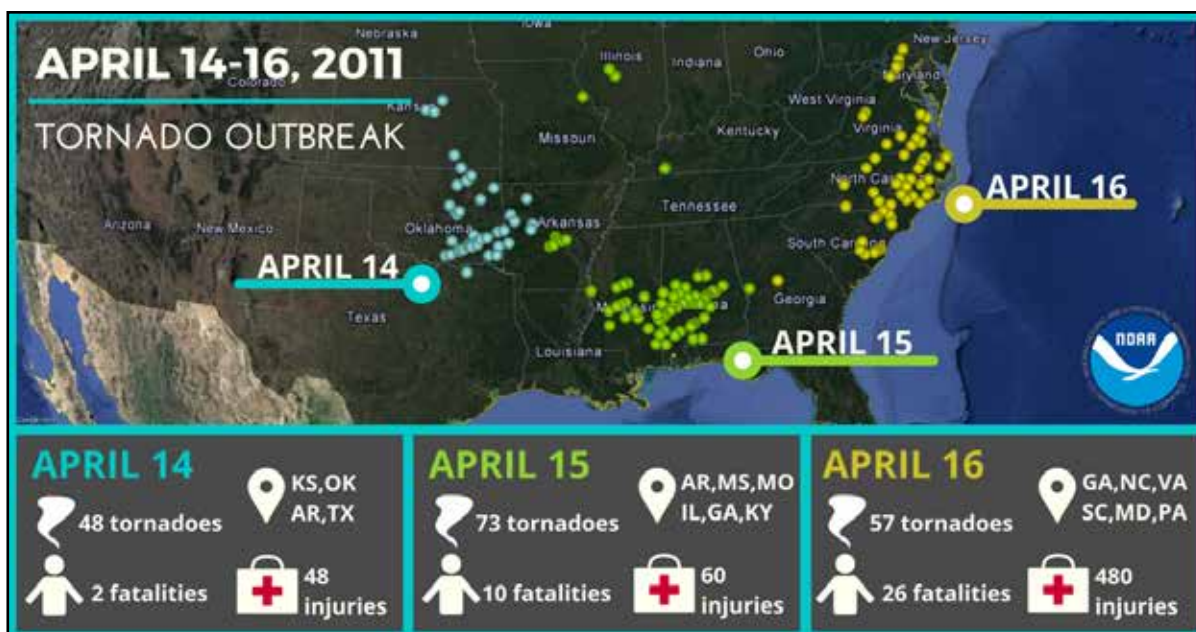 APRIL 14-16, 2011
TORNADO OUTBREAK
Nebraska
Iowa
Illinois
Indiana
Ohio
New Jersey
Maryland
Colorado
Kansas
Missouri
West Virginia
Virginia
Kentucky
North Car
Arizona
New Mexico
Oklahoma
Arkansas
Tennessee
South Carolina
APRIL 16
APRIL 14
Texas
Georgia
Louisiana
APRIL 15
NOAA
APRIL 14
KS,OK
AR,TX
48 tornadoes
2 fatalities
48
injuries
APRIL 15
AR,MS,MO
IL,GA,KY
73 tornadoes
10 fatalities
60
injuries
APRIL 16
GA,NC,VA
SC,MD,PA
57 tornadoes
26 fatalities
480
injuries